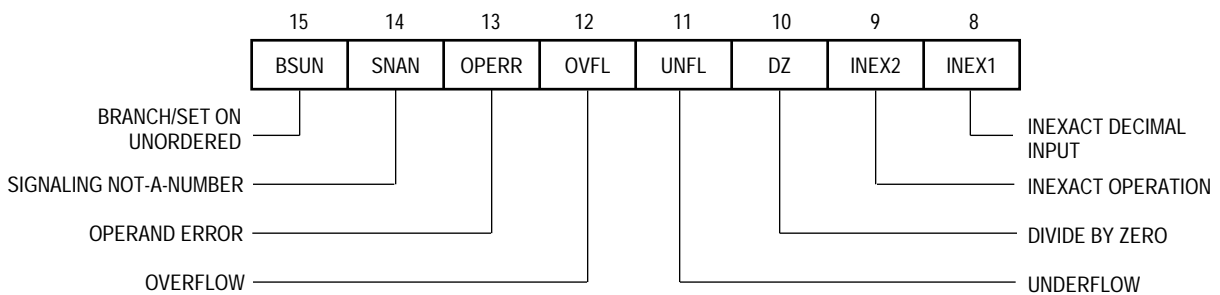 15 14 13 12 11 10 9 8
BSUN SNAN OPERR OVFL UNFL DZ INEX2 INEX1
BRANCH/SET ON
UNORDERED
INEXACT DECIMAL
INPUT
SIGNALING NOT-A-NUMBER
INEXACT OPERATION
OPERAND ERROR
DIVIDE BY ZERO
OVERFLOW
UNDERFLOW